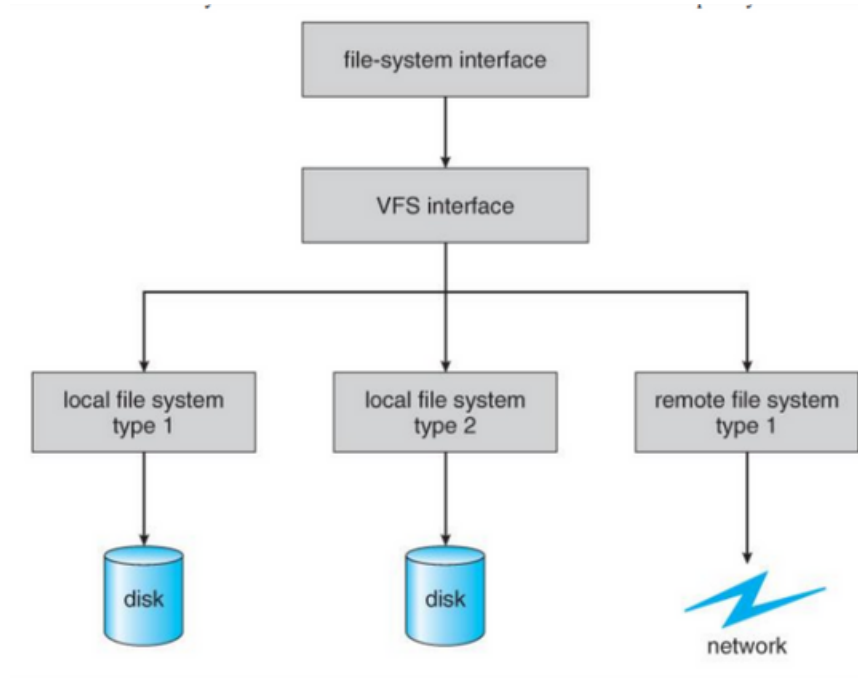 file-system interface
VFS interface
local file system
type 1
local file system
type 2
remote file system
type 1
disk
disk
network